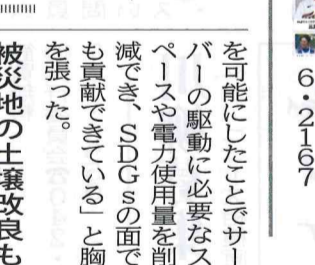 6・2167
を可能にしたことでサー
バーの駆動に必要なス
ペースや電力使用量を削
減でき、SDGsの面で
も貢献できている」と胸
を張った。
被災地の土壌改良も